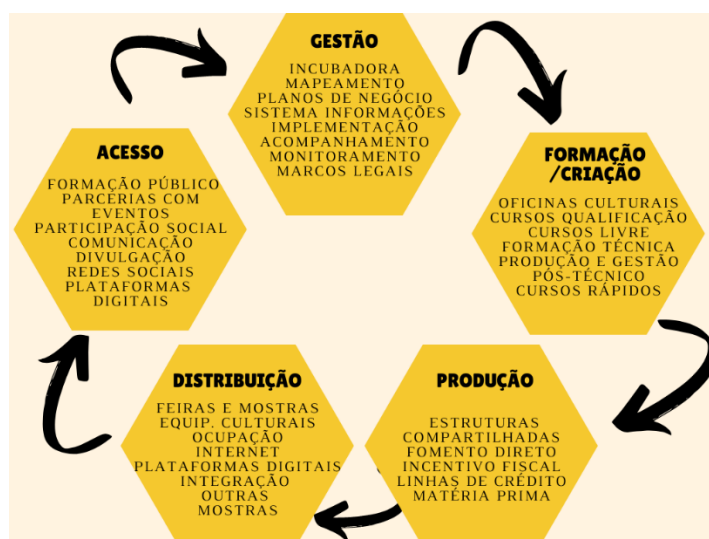 GESTÃO
INCUBADORA
MAPEAMENTO
PLANOS DE NEGÓCIO
SISTEMA INFORMAÇÕES
IMPLEMENTAÇÃO
ACOMPANHAMENTO
MONITORAMENTO
MARCOS LEGAIS
FORMAÇÃO
/CRIAÇÃO
OFICINAS CULTURAIS
CURSOS QUALIFICAÇÃO
CURSOS LIVRE
FORMAÇÃO TÉCNICA
PRODUÇÃO E GESTÃO
PÓS-TÉCNICO
CURSOS RÁPIDOS
PRODUÇÃO
ESTRUTURAS
COMPARTILHADAS
FOMENTO DIRETO
INCENTIVO FISCAL
LINHAS DE CRÉDITO
MATÉRIA PRIMA
DISTRIBUIÇÃO
FEIRAS E MOSTRAS
EQUIP. CULTURAIS
OCUPAÇÃO
INTERNET
PLATAFORMAS DIGITAIS
INTEGRAÇÃO
OUTRAS
MOSTRAS
ACESSO
FORMAÇÃO PÚBLICO
PARCERIAS COM
EVENTOS
PARTICIPAÇÃO SOCIAL
COMUNICAÇÃO
DIVULGAÇÃO
REDES SOCIAIS
PLATAFORMAS
DIGITAIS